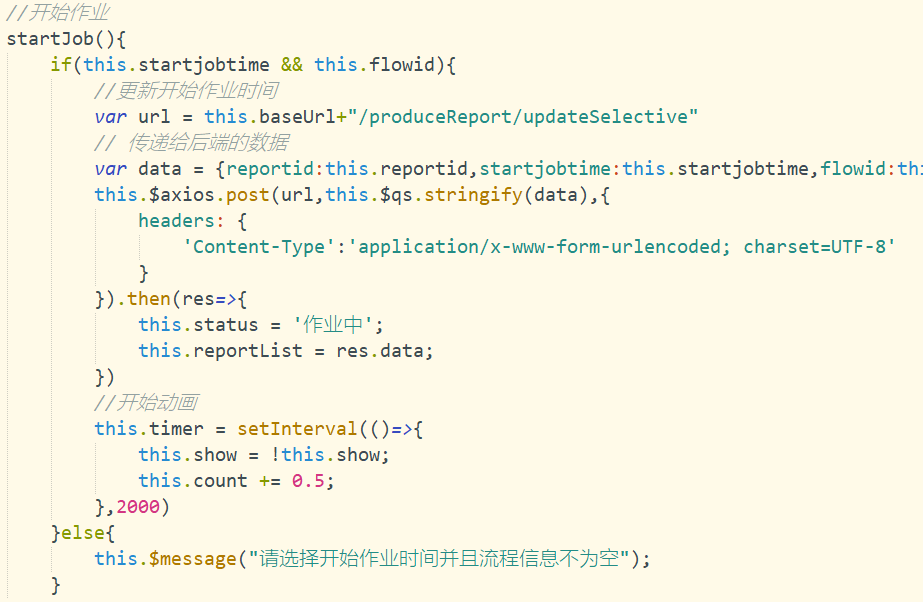 //开始作业
startJob(){
if(this.startjobtime && this.flowid){
//更新开始作业时间
var url = this.baseUrl+"/produceReport/updateSelective"
// 传递给后端的数据
var data = {reportid:this.reportid,startjobtime:this.startjobtime,flowid:thi
this.$axios.post(url,this.$qs.stringify(data),{
headers: {
'Content-Type':'application/x-www-form-urlencoded; charset=UTF-8'
}
}).then(res=>{
this.status = '作业中';
this.reportList = res.data;
})
//开始动画
this.timer = setInterval(()=>{
this.show = !this.show;
this.count += 0.5;
},2000)
}else{
this.$message("请选择开始作业时间并且流程信息不为空");
}